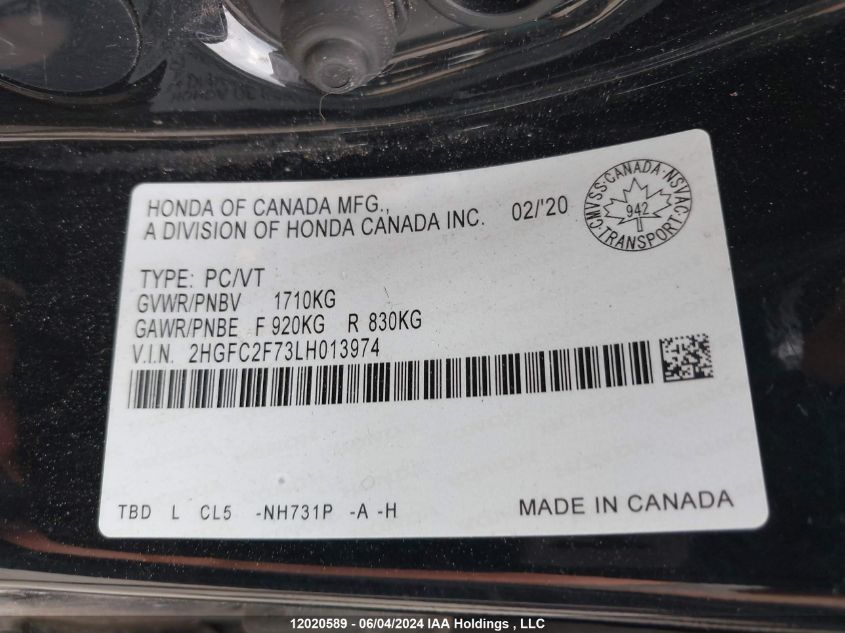 HONDA OF CANADA MFG.,
A DIVISION OF HONDA CANADA INC. 02/'20
CMVSS·CANADA·NSVAC
942
TRANSPORT
TYPE: PC/VT
GVWR/PNBV 1710KG
GAWR/PNBE F 920KG R 830KG
V.I.N. 2HGFC2F73LH013974
TBD L CL5 -NH731P -A -H MADE IN CANADA
12020589 - 06/04/2024 IAA Holdings , LLC